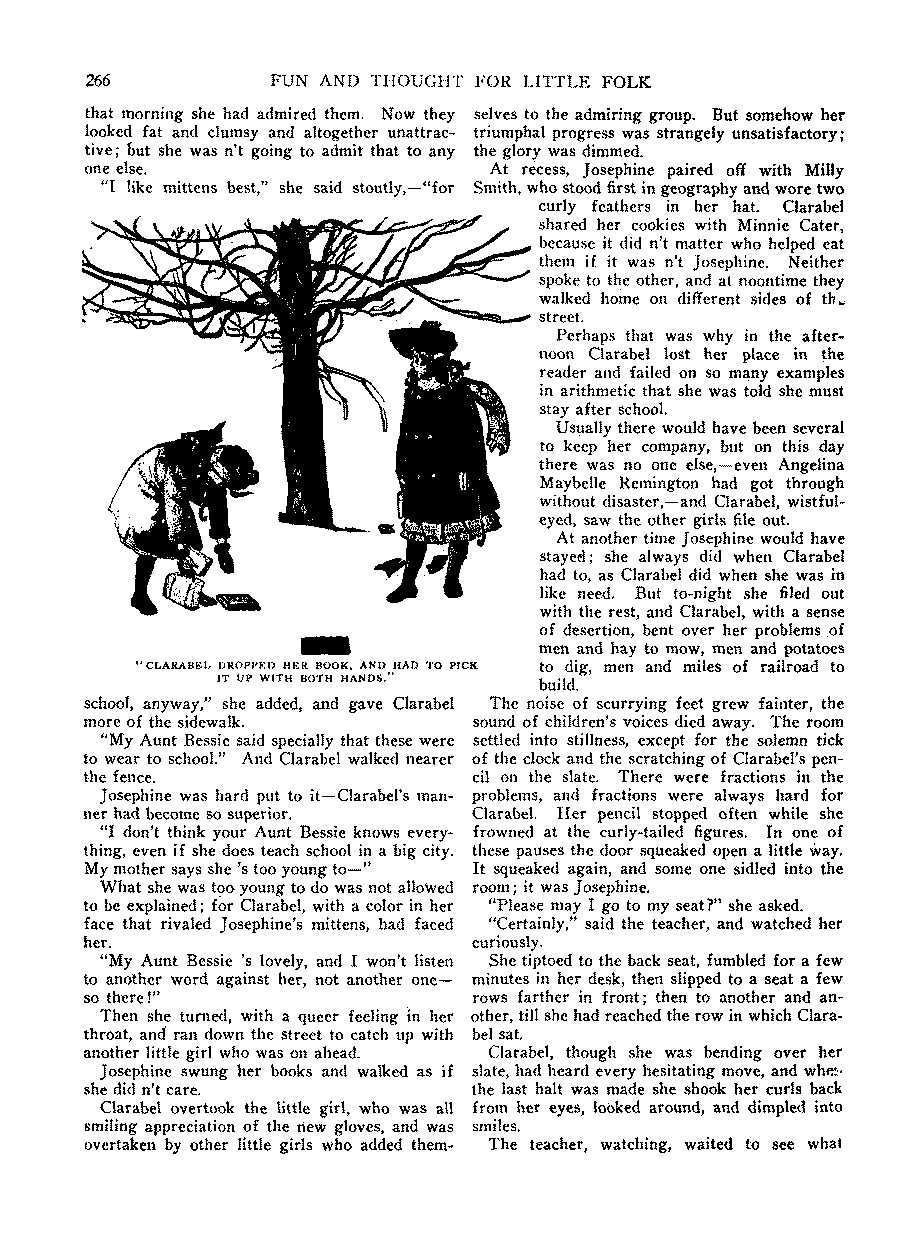 266
FUN AND THOUGHT FOR LITTLE FOLK
that morning she had admired them. Now they
looked fat and clumsy and altogether unattrac-
tive; but she was n't going to admit that to any
one else.
"I like mittens best," she said stoutly,—"for
"CLARABEL DROPPED HER BOOK, AND HAD TO PICK
IT UP WITH BOTH HANDS."
school, anyway," she added, and gave Clarabel
more of the sidewalk.
"My Aunt Bessie said specially that these were
to wear to school." And Clarabel walked nearer
the fence.
Josephine was hard put to it—Clarabel's man-
ner had become so superior.
"I don't think your Aunt Bessie knows every-
thing, even if she does teach school in a big city.
My mother says she 's too young to—"
What she was too young to do was not allowed
to be explained; for Clarabel, with a color in her
face that rivaled Josephine's mittens, had faced
her.
"My Aunt Bessie 's lovely, and I won't listen
to another word against her, not another one—
so there!"
Then she turned, with a queer feeling in her
throat, and ran down the street to catch up with
another little girl who was on ahead.
Josephine swung her books and walked as if
she did n't care.
Clarabel overtook the little girl, who was all
smiling appreciation of the new gloves, and was
overtaken by other little girls who added them-
selves to the admiring group. But somehow her
triumphal progress was strangely unsatisfactory;
the glory was dimmed.
At recess, Josephine paired off with Milly
Smith, who stood first in geography and wore two
curly feathers in her hat. Clarabel
shared her cookies with Minnie Cater,
because it did n't matter who helped eat
them if it was n't Josephine. Neither
spoke to the other, and at noontime they
walked home on different sides of the
street.
Perhaps that was why in the after-
noon Clarabel lost her place in the
reader and failed on so many examples
in arithmetic that she was told she must
stay after school.
Usually there would have been several
to keep her company, but on this day
there was no one else,—even Angelina
Maybelle Remington had got through
without disaster,—and Clarabel, wistful-
eyed, saw the other girls file out.
At another time Josephine would have
stayed; she always did when Clarabel
had to, as Clarabel did when she was in
like need. But to-night she filed out
with the rest, and Clarabel, with a sense
of desertion, bent over her problems of
men and hay to mow, men and potatoes
to dig, men and miles of railroad to
build.
The noise of scurrying feet grew fainter, the
sound of children's voices died away. The room
settled into stillness, except for the solemn tick
of the clock and the scratching of Clarabel's pen-
cil on the slate. There were fractions in the
problems, and fractions were always hard for
Clarabel. Her pencil stopped often while she
frowned at the curly-tailed figures. In one of
these pauses the door squeaked open a little way.
It squeaked again, and some one sidled into the
room; it was Josephine.
"Please may I go to my seat?" she asked.
"Certainly," said the teacher, and watched her
curiously.
She tiptoed to the back seat, fumbled for a few
minutes in her desk, then slipped to a seat a few
rows farther in front; then to another and an-
other, till she had reached the row in which Clara-
bel sat.
Clarabel, though she was bending over her
slate, had heard every hesitating move, and when
the last halt was made she shook her curls back
from her eyes, looked around, and dimpled into
smiles.
The teacher, watching, waited to see what